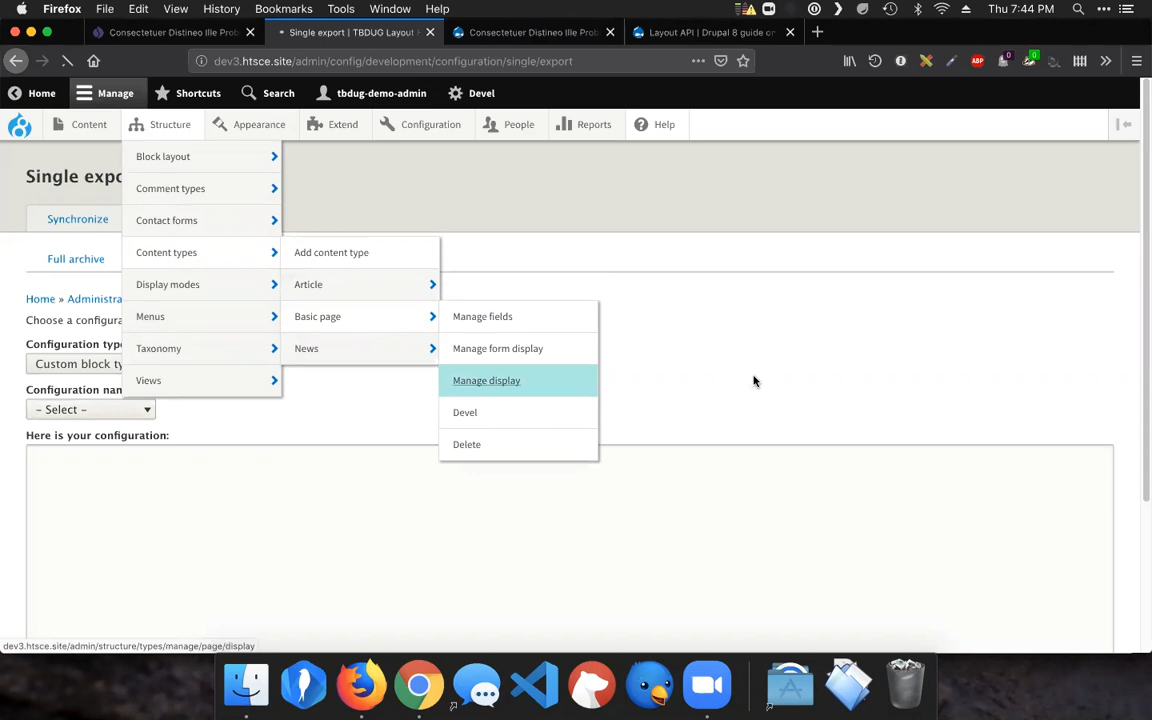 Firefox File Edit View History Bookmarks Tools Window Help Thu 7:44 PM
Consectetuer Distineo Ille Prob
Single export | TBDUG Layout
Consectetuer Distineo Ille Prob
Layout API | Drupal 8 guide on
dev3.htsce.site/admin/config/development/configuration/single/export
ABP
0
0
Home Manage Shortcuts Search tbdug-demo-admin Devel
Content Structure Appearance Extend Configuration People Reports Help
Block layout
Single expo
Comment types
Synchronize
Contact forms
Content types
Add content type
Full archive
Display modes
Article
Home » Administra
Menus
Basic page
Manage fields
Choose a configura
Configuration type
Taxonomy
News
Manage form display
Custom block ty
Views
Manage display
Configuration nam
- Select -
Devel
Here is your configuration:
Delete
dev3.htsce.site/admin/structure/types/manage/page/display